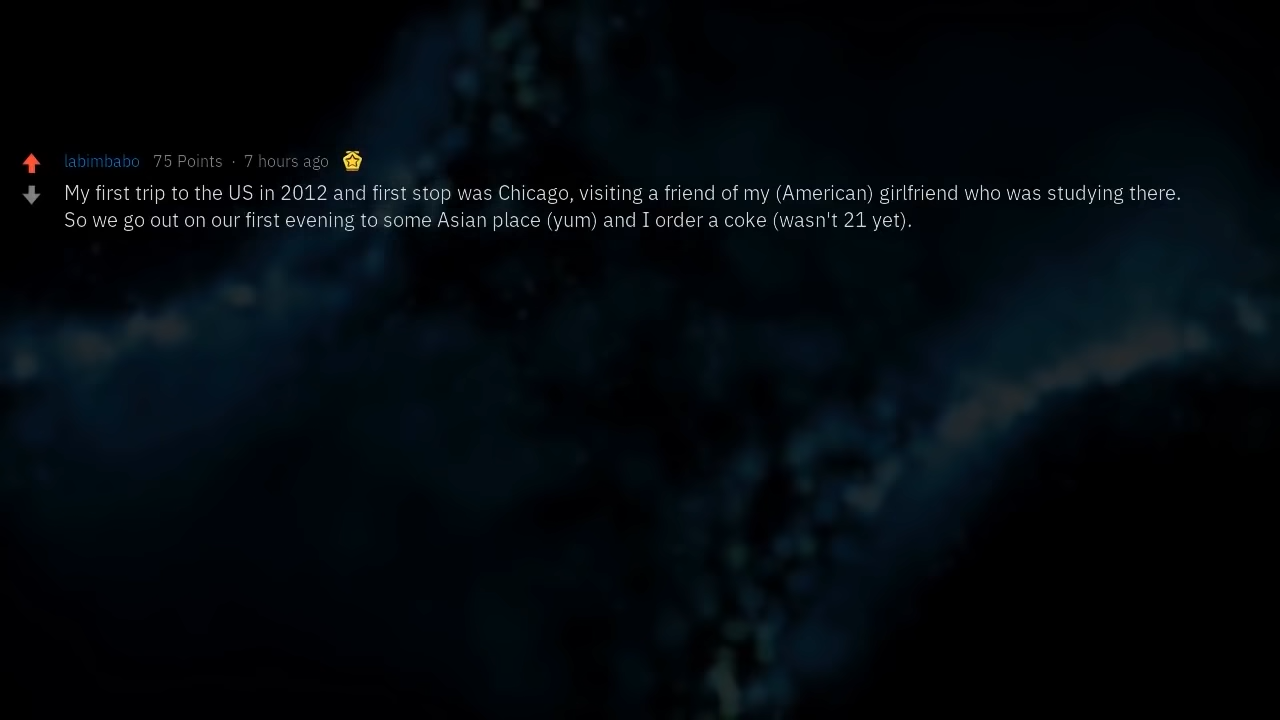 labimbabo 75 Points · 7 hours ago
My first trip to the US in 2012 and first stop was Chicago, visiting a friend of my (American) girlfriend who was studying there.
So we go out on our first evening to some Asian place (yum) and I order a coke (wasn't 21 yet).